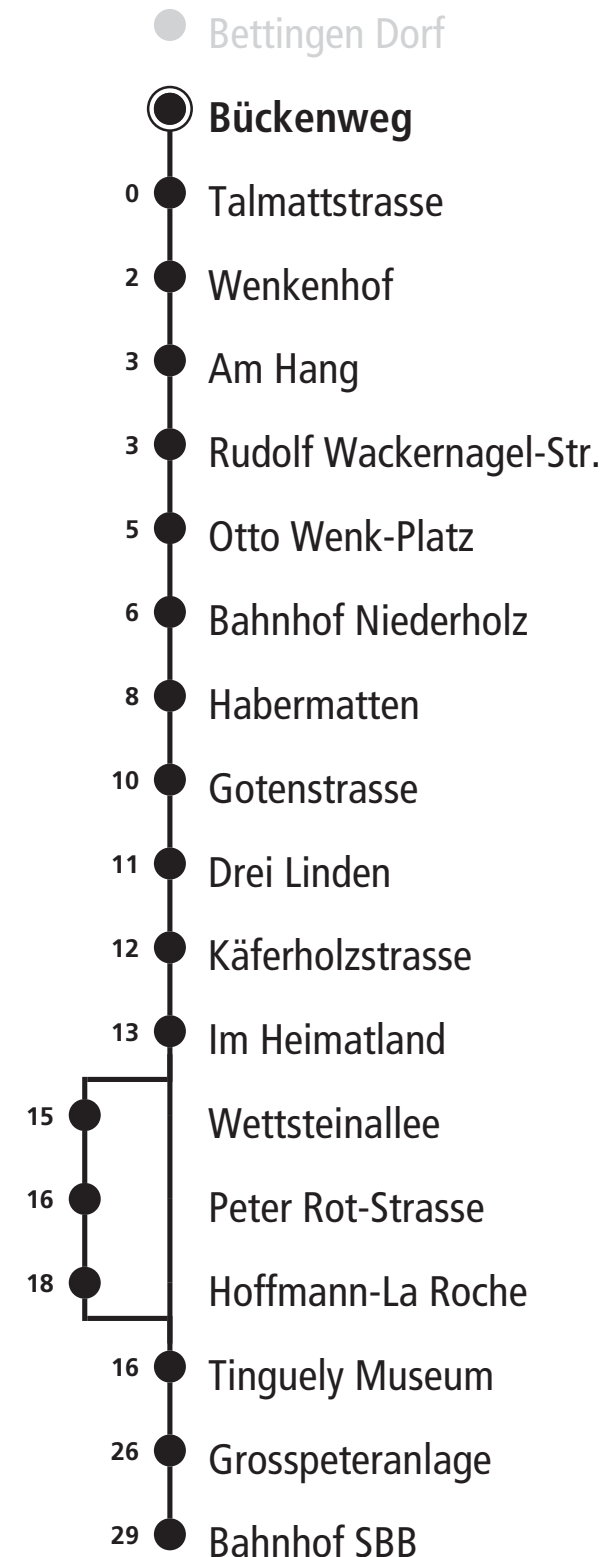 Bettingen Dorf
Bückenweg
0 Talmattstrasse
2 Wenkenhof
3 Am Hang
3 Rudolf Wackernagel-Str.
5 Otto Wenk-Platz
6 Bahnhof Niederholz
8 Habermatten
10 Gotenstrasse
11 Drei Linden
12 Käferholzstrasse
13 Im Heimatland
15 Wettsteinallee
16 Peter Rot-Strasse
18 Hoffmann-La Roche
16 Tinguely Museum
26 Grosspeteranlage
29 Bahnhof SBB